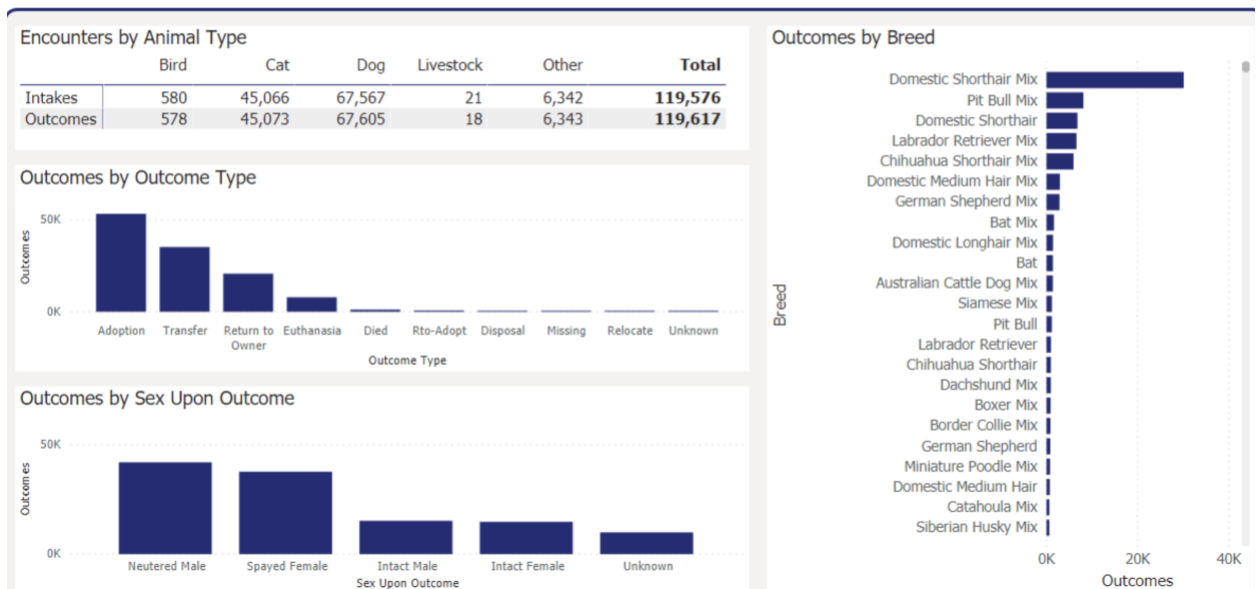 Encounters by Animal Type
Bird Cat Dog Livestock Other Total
Intakes 580 45,066 67,567 21 6,342 119,576
Outcomes 578 45,073 67,605 18 6,343 119,617
Outcomes by Outcome Type
50K
0K
Outcomes
Adoption Transfer Return to Owner Euthanasia Died Rto-Adopt Disposal Missing Relocate Unknown
Outcome Type
Outcomes by Sex Upon Outcome
50K
0K
Outcomes
Neutered Male Spayed Female Intact Male Intact Female Unknown
Sex Upon Outcome
Outcomes by Breed
Breed
Domestic Shorthair Mix
Pit Bull Mix
Domestic Shorthair
Labrador Retriever Mix
Chihuahua Shorthair Mix
Domestic Medium Hair Mix
German Shepherd Mix
Bat Mix
Domestic Longhair Mix
Bat
Australian Cattle Dog Mix
Siamese Mix
Pit Bull
Labrador Retriever
Chihuahua Shorthair
Dachshund Mix
Boxer Mix
Border Collie Mix
German Shepherd
Miniature Poodle Mix
Domestic Medium Hair
Catahoula Mix
Siberian Husky Mix
0K 20K 40K
Outcomes